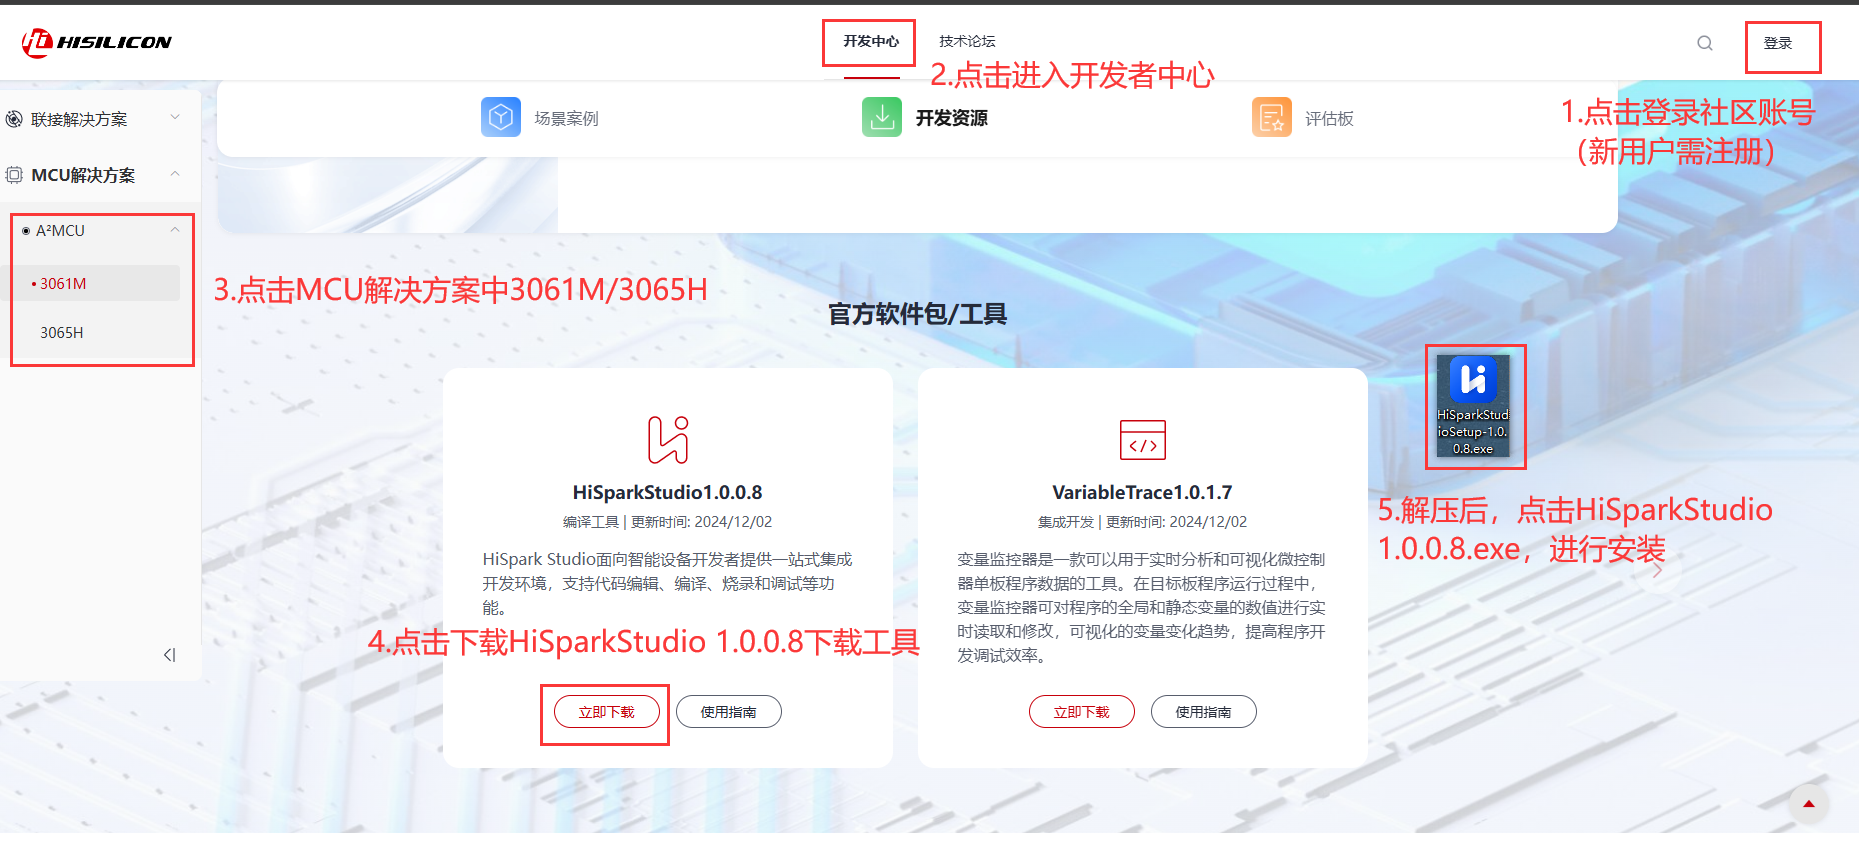 HISILICON
开发中心
技术论坛
登录
2.点击进入开发者中心
1.点击登录社区账号
（新用户需注册）
联接解决方案
MCU解决方案
A²MCU
3061M
3065H
场景案例
开发资源
评估板
3.点击MCU解决方案中3061M/3065H
官方软件包/工具
HiSparkStudio1.0.0.8
编译工具 | 更新时间: 2024/12/02
HiSpark Studio面向智能设备开发者提供一站式集成
开发环境，支持代码编辑、编译、烧录和调试等功
能。
4.点击下载HiSparkStudio 1.0.0.8下载工具
立即下载
使用指南
VariableTrace1.0.1.7
集成开发 | 更新时间: 2024/12/02
变量监控器是一款可以用于实时分析和可视化微控制
器单板程序数据的工具。在目标板程序运行过程中，
变量监控器可对程序的全局和静态变量的数值进行实
时读取和修改，可视化的变量变化趋势，提高程序开
发调试效率。
立即下载
使用指南
HiSparkStud
ioSetup-1.0.
0.8.exe
5.解压后，点击HiSparkStudio
1.0.0.8.exe，进行安装